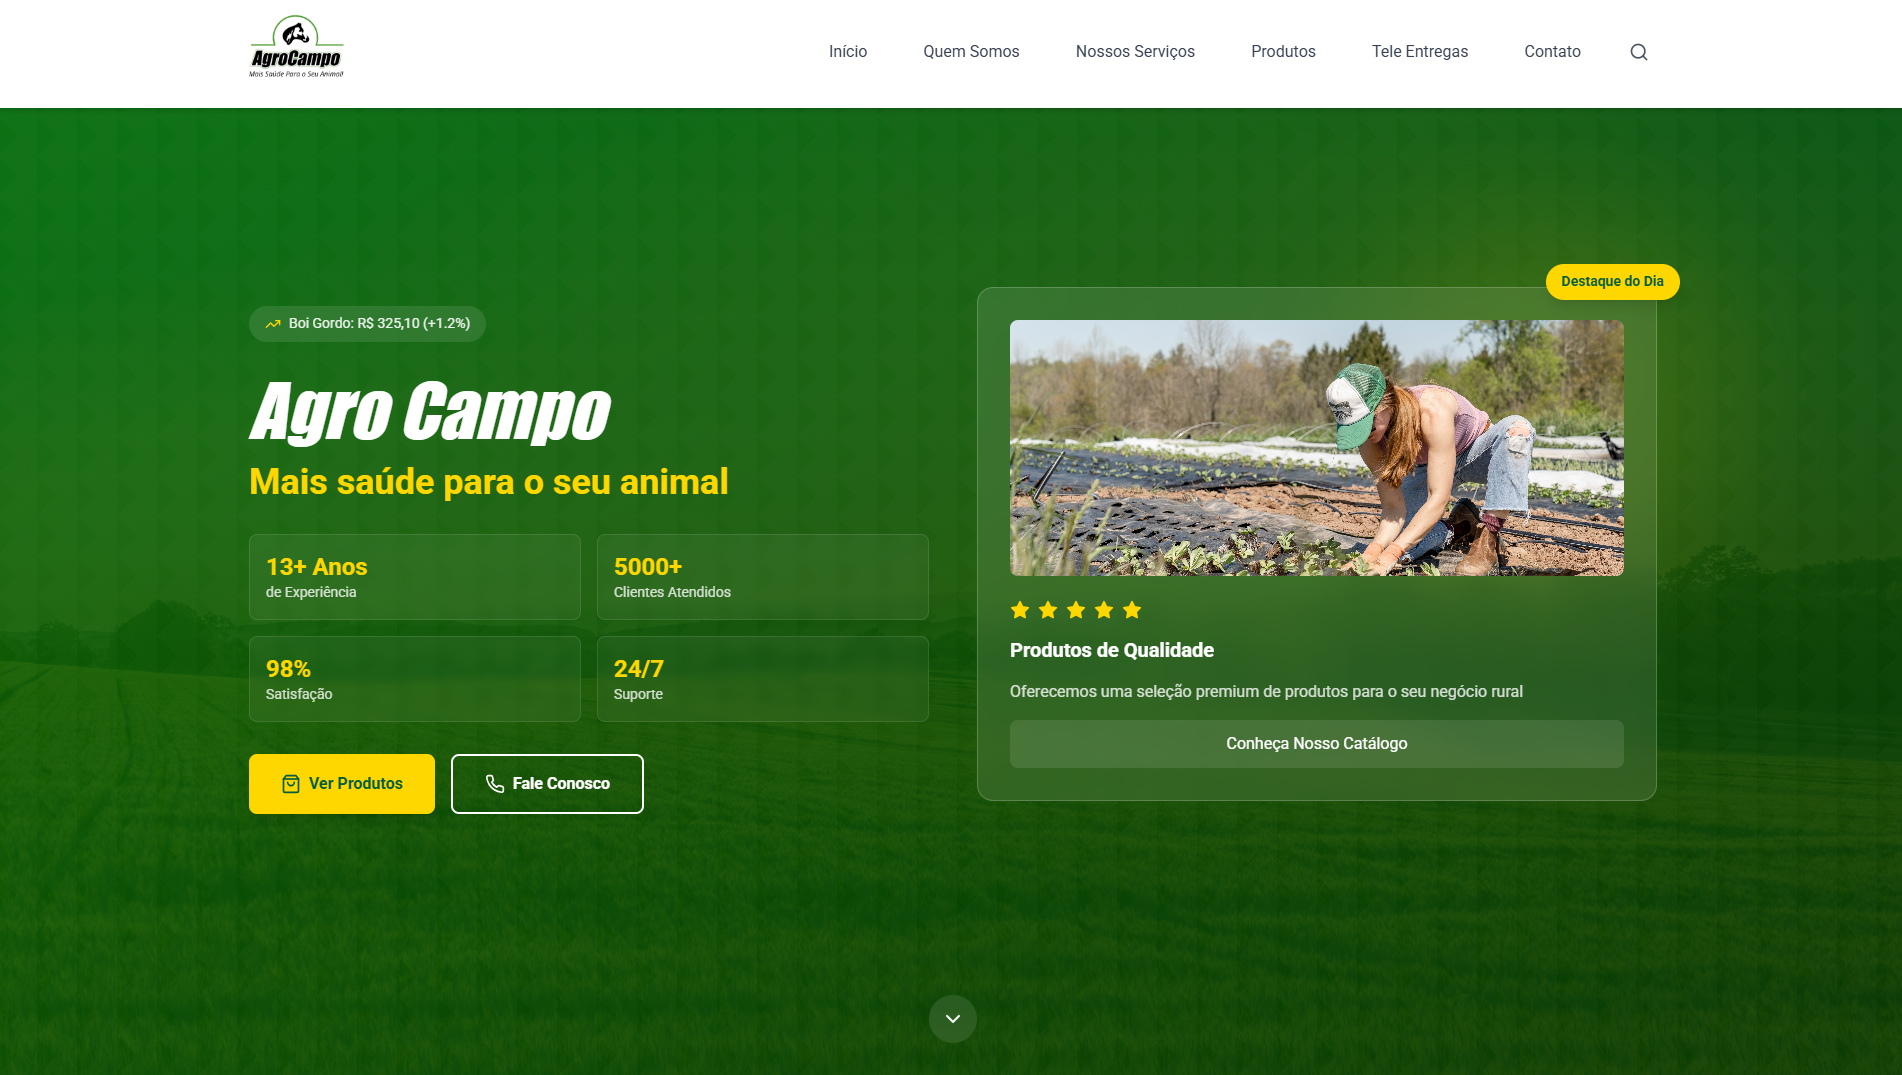 AgroCampo
Mais Saúde Para o Seu Animal!
Início
Quem Somos
Nossos Serviços
Produtos
Tele Entregas
Contato
Boi Gordo: R$ 325,10 (+1.2%)
Agro Campo
Mais saúde para o seu animal
13+ Anos
de Experiência
5000+
Clientes Atendidos
98%
Satisfação
24/7
Suporte
Ver Produtos
Fale Conosco
Destaque do Dia
Produtos de Qualidade
Oferecemos uma seleção premium de produtos para o seu negócio rural
Conheça Nosso Catálogo